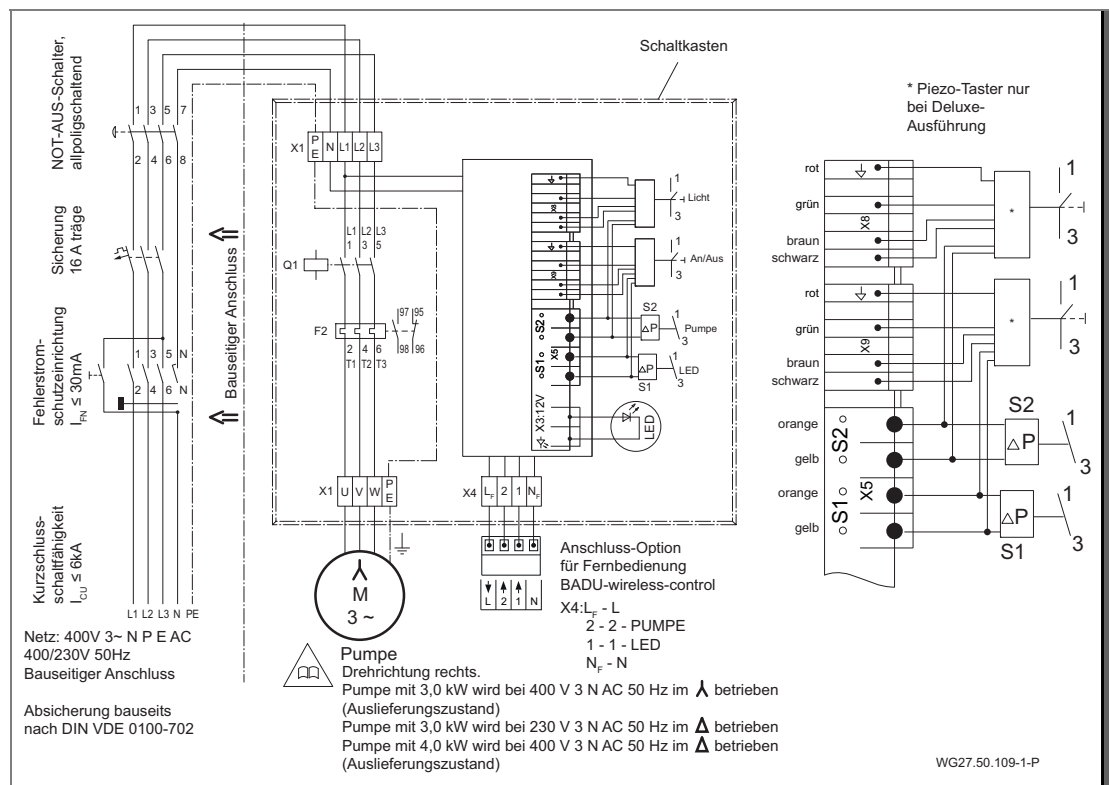 NOT-AUS-Schalter,
allpoligschaltend
1 3 5 7
2 4 6 8
Sicherung
16 A träge
Fehlerstrom-
schutzeinrichtung
I_FN ≤ 30mA
1 3 5 N
2 4 6 N
Kurzschluss-
schaltfähigkeit
I_CU ≤ 6kA
L1 L2 L3 N PE
Netz: 400V 3~ N P E AC
400/230V 50Hz
Bauseitiger Anschluss
Absicherung bauseits
nach DIN VDE 0100-702
Bauseitiger Anschluss
Schaltkasten
X1 PE N L1 L2 L3
L1 L2 L3
1 3 5
Q1
F2
97 95
98 96
2 4 6
T1 T2 T3
X1 U V W PE
M
3 ~
X8
1
Licht
3
X9
1
An/Aus
3
S2
S2
ΔP
1
Pumpe
3
X5
S1
ΔP
S1
1
LED
3
X3:12V
LED
X4 L_F 2 1 N_F
L 2 1 N
Anschluss-Option
für Fernbedienung
BADU-wireless-control
X4:L_F - L
2 - 2 - PUMPE
1 - 1 - LED
N_F - N
Pumpe
Drehrichtung rechts.
Pumpe mit 3,0 kW wird bei 400 V 3 N AC 50 Hz im ⅄ betrieben
(Auslieferungszustand)
Pumpe mit 3,0 kW wird bei 230 V 3 N AC 50 Hz im Δ betrieben
Pumpe mit 4,0 kW wird bei 400 V 3 N AC 50 Hz im Δ betrieben
(Auslieferungszustand)
* Piezo-Taster nur
bei Deluxe-
Ausführung
rot
grün
braun
schwarz
X8
*
1
3
rot
grün
braun
schwarz
X9
*
1
3
orange
gelb
S2
S2
ΔP
1
3
orange
gelb
S1
X5
ΔP
S1
1
3
WG27.50.109-1-P